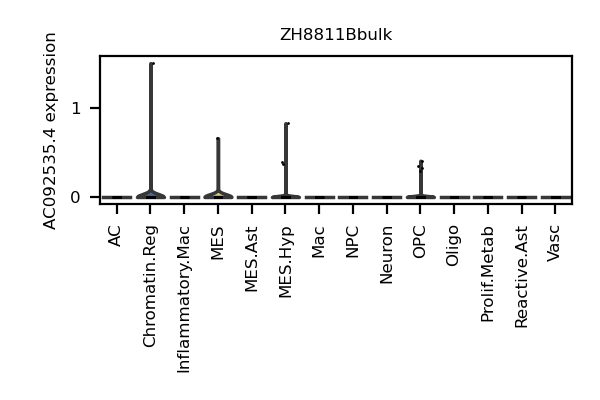 ZH8811Bbulk
AC092535.4 expression
1
0
AC
Chromatin.Reg
Inflammatory.Mac
MES
MES.Ast
MES.Hyp
Mac
NPC
Neuron
OPC
Oligo
Prolif.Metab
Reactive.Ast
Vasc